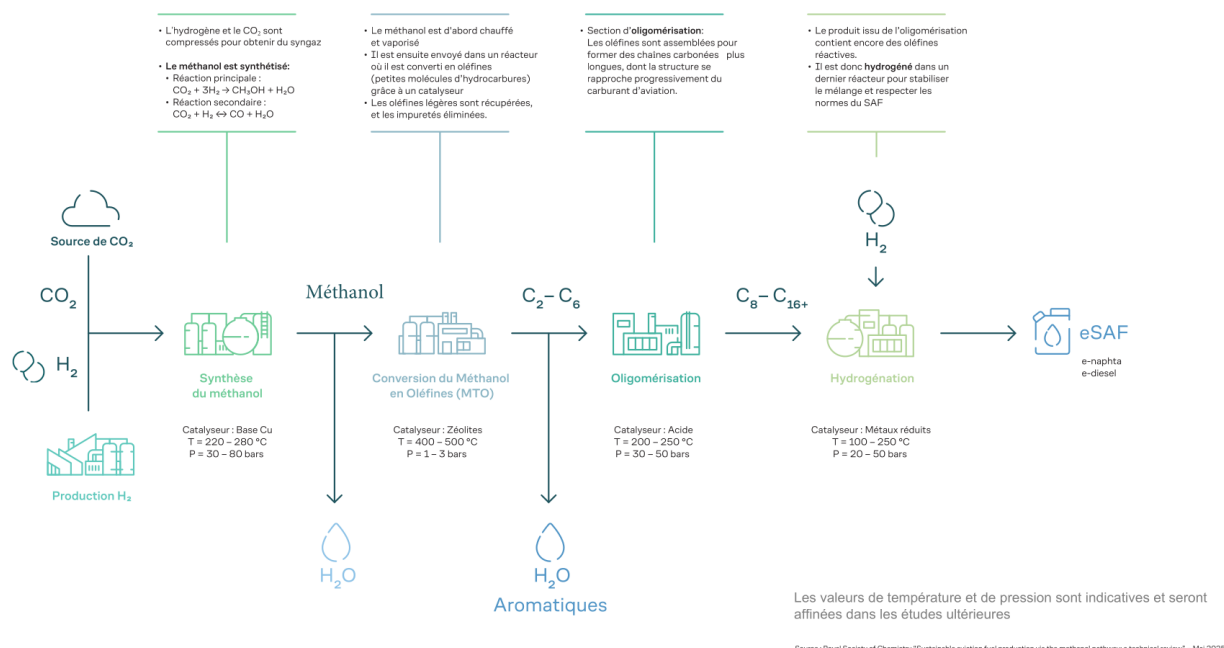 • L'hydrogène et le CO₂ sont
compressés pour obtenir du syngaz
• Le méthanol est synthétisé:
• Réaction principale :
CO₂ + 3H₂ → CH₃OH + H₂O
• Réaction secondaire :
CO₂ + H₂ ↔ CO + H₂O
• Le méthanol est d'abord chauffé
et vaporisé
• Il est ensuite envoyé dans un réacteur
où il est converti en oléfines
(petites molécules d'hydrocarbures)
grâce à un catalyseur
• Les oléfines légères sont récupérées,
et les impuretés éliminées.
• Section d'oligomérisation:
Les oléfines sont assemblées pour
former des chaînes carbonées plus
longues, dont la structure se
rapproche progressivement du
carburant d'aviation.
• Le produit issu de l'oligomérisation
contient encore des oléfines
réactives.
• Il est donc hydrogéné dans un
dernier réacteur pour stabiliser
le mélange et respecter les
normes du SAF
Source de CO₂
CO₂
H₂
Production H₂
Synthèse
du méthanol
Catalyseur : Base Cu
T = 220 – 280 °C
P = 30 – 80 bars
Méthanol
H₂O
Conversion du Méthanol
en Oléfines (MTO)
Catalyseur : Zéolites
T = 400 – 500 °C
P = 1 – 3 bars
C₂– C₆
H₂O
Aromatiques
Oligomérisation
Catalyseur : Acide
T = 200 – 250 °C
P = 30 – 50 bars
C₈– C₁₆₊
H₂
Hydrogénation
Catalyseur : Métaux réduits
T = 100 – 250 °C
P = 20 – 50 bars
eSAF
e-naphta
e-diesel
Les valeurs de température et de pression sont indicatives et seront
affinées dans les études ultérieures